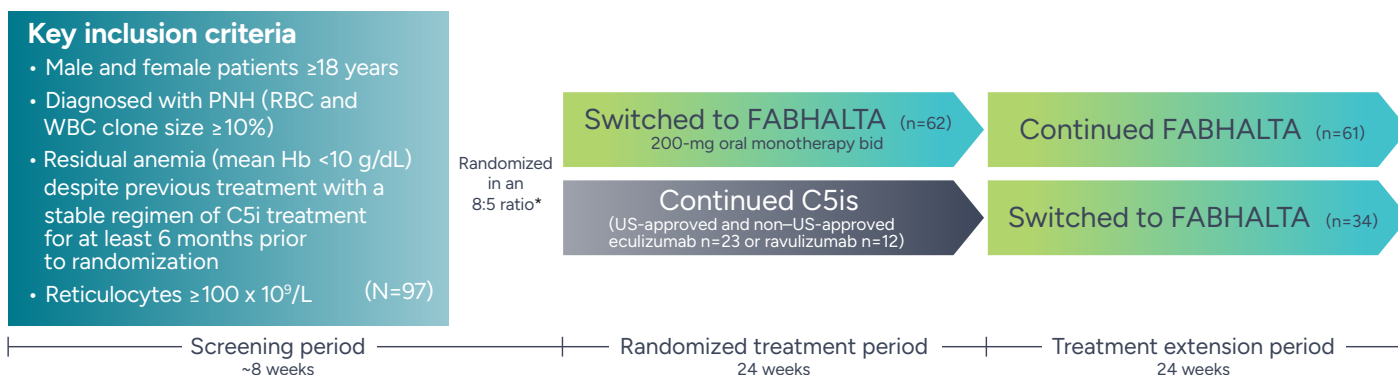 Key inclusion criteria
• Male and female patients ≥18 years
• Diagnosed with PNH (RBC and
WBC clone size ≥10%)
• Residual anemia (mean Hb <10 g/dL)
despite previous treatment with a
stable regimen of C5i treatment
for at least 6 months prior
to randomization
• Reticulocytes ≥100 x 10⁹/L (N=97)
Randomized
in an
8:5 ratio*
Switched to FABHALTA (n=62)
200-mg oral monotherapy bid
Continued FABHALTA (n=61)
Continued C5is
(US-approved and non–US-approved
eculizumab n=23 or ravulizumab n=12)
Switched to FABHALTA (n=34)
Screening period
~8 weeks
Randomized treatment period
24 weeks
Treatment extension period
24 weeks